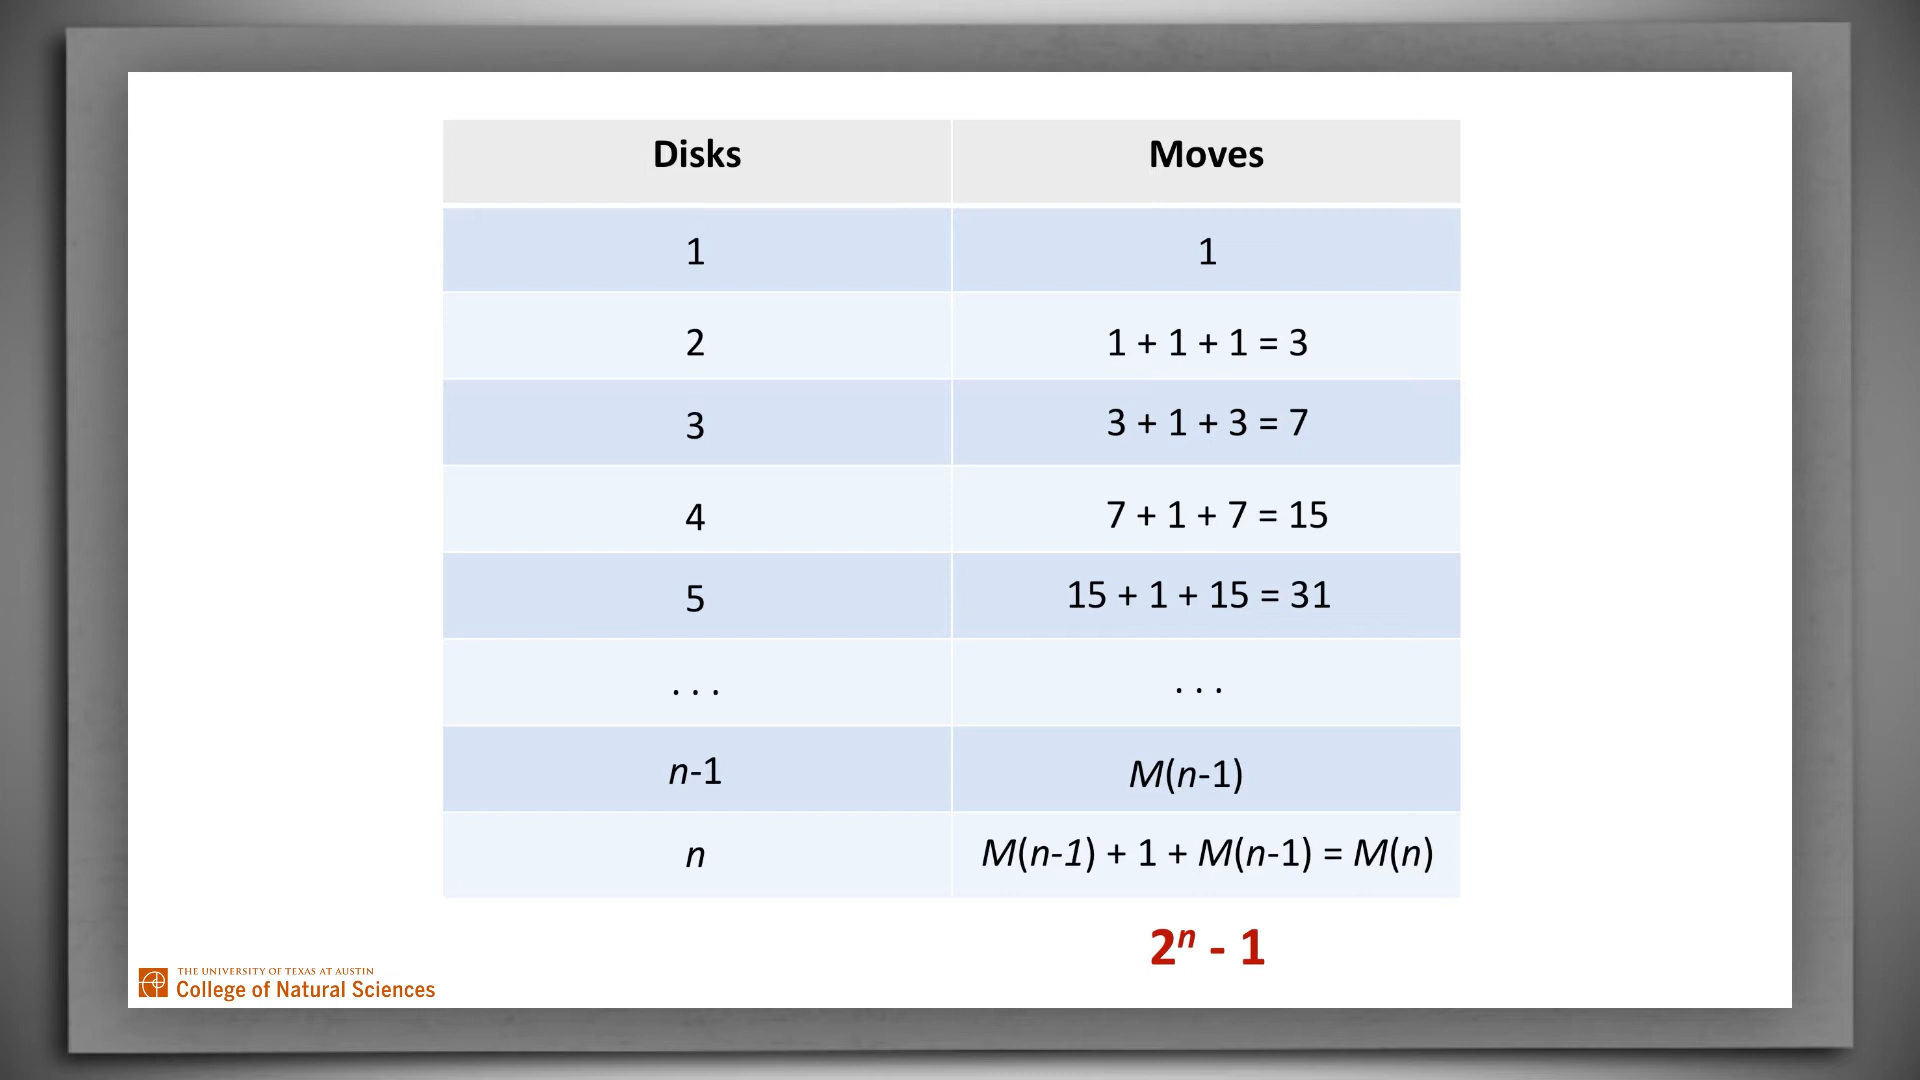 Disks Moves
1 1
2 1 + 1 + 1 = 3
3 3 + 1 + 3 = 7
4 7 + 1 + 7 = 15
5 15 + 1 + 15 = 31
. . . . . .
n-1 M(n-1)
n M(n-1) + 1 + M(n-1) = M(n)
2ⁿ - 1
THE UNIVERSITY OF TEXAS AT AUSTIN
College of Natural Sciences